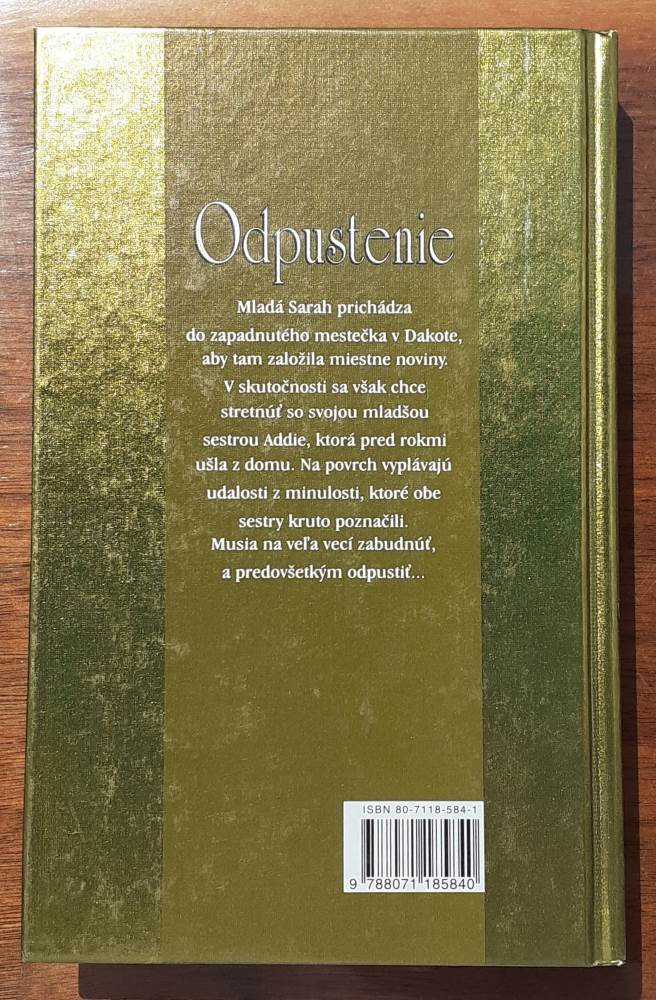 Odpustenie
Mladá Sarah prichádza
do zapadnutého mestečka v Dakote,
aby tam založila miestne noviny.
V skutočnosti sa však chce
stretnúť so svojou mladšou
sestrou Addie, ktorá pred rokmi
ušla z domu. Na povrch vyplávajú
udalosti z minulosti, ktoré obe
sestry kruto poznačili.
Musia na veľa vecí zabudnúť,
a predovšetkým odpustiť...
ISBN 80-7118-584-1
9 788071 185840